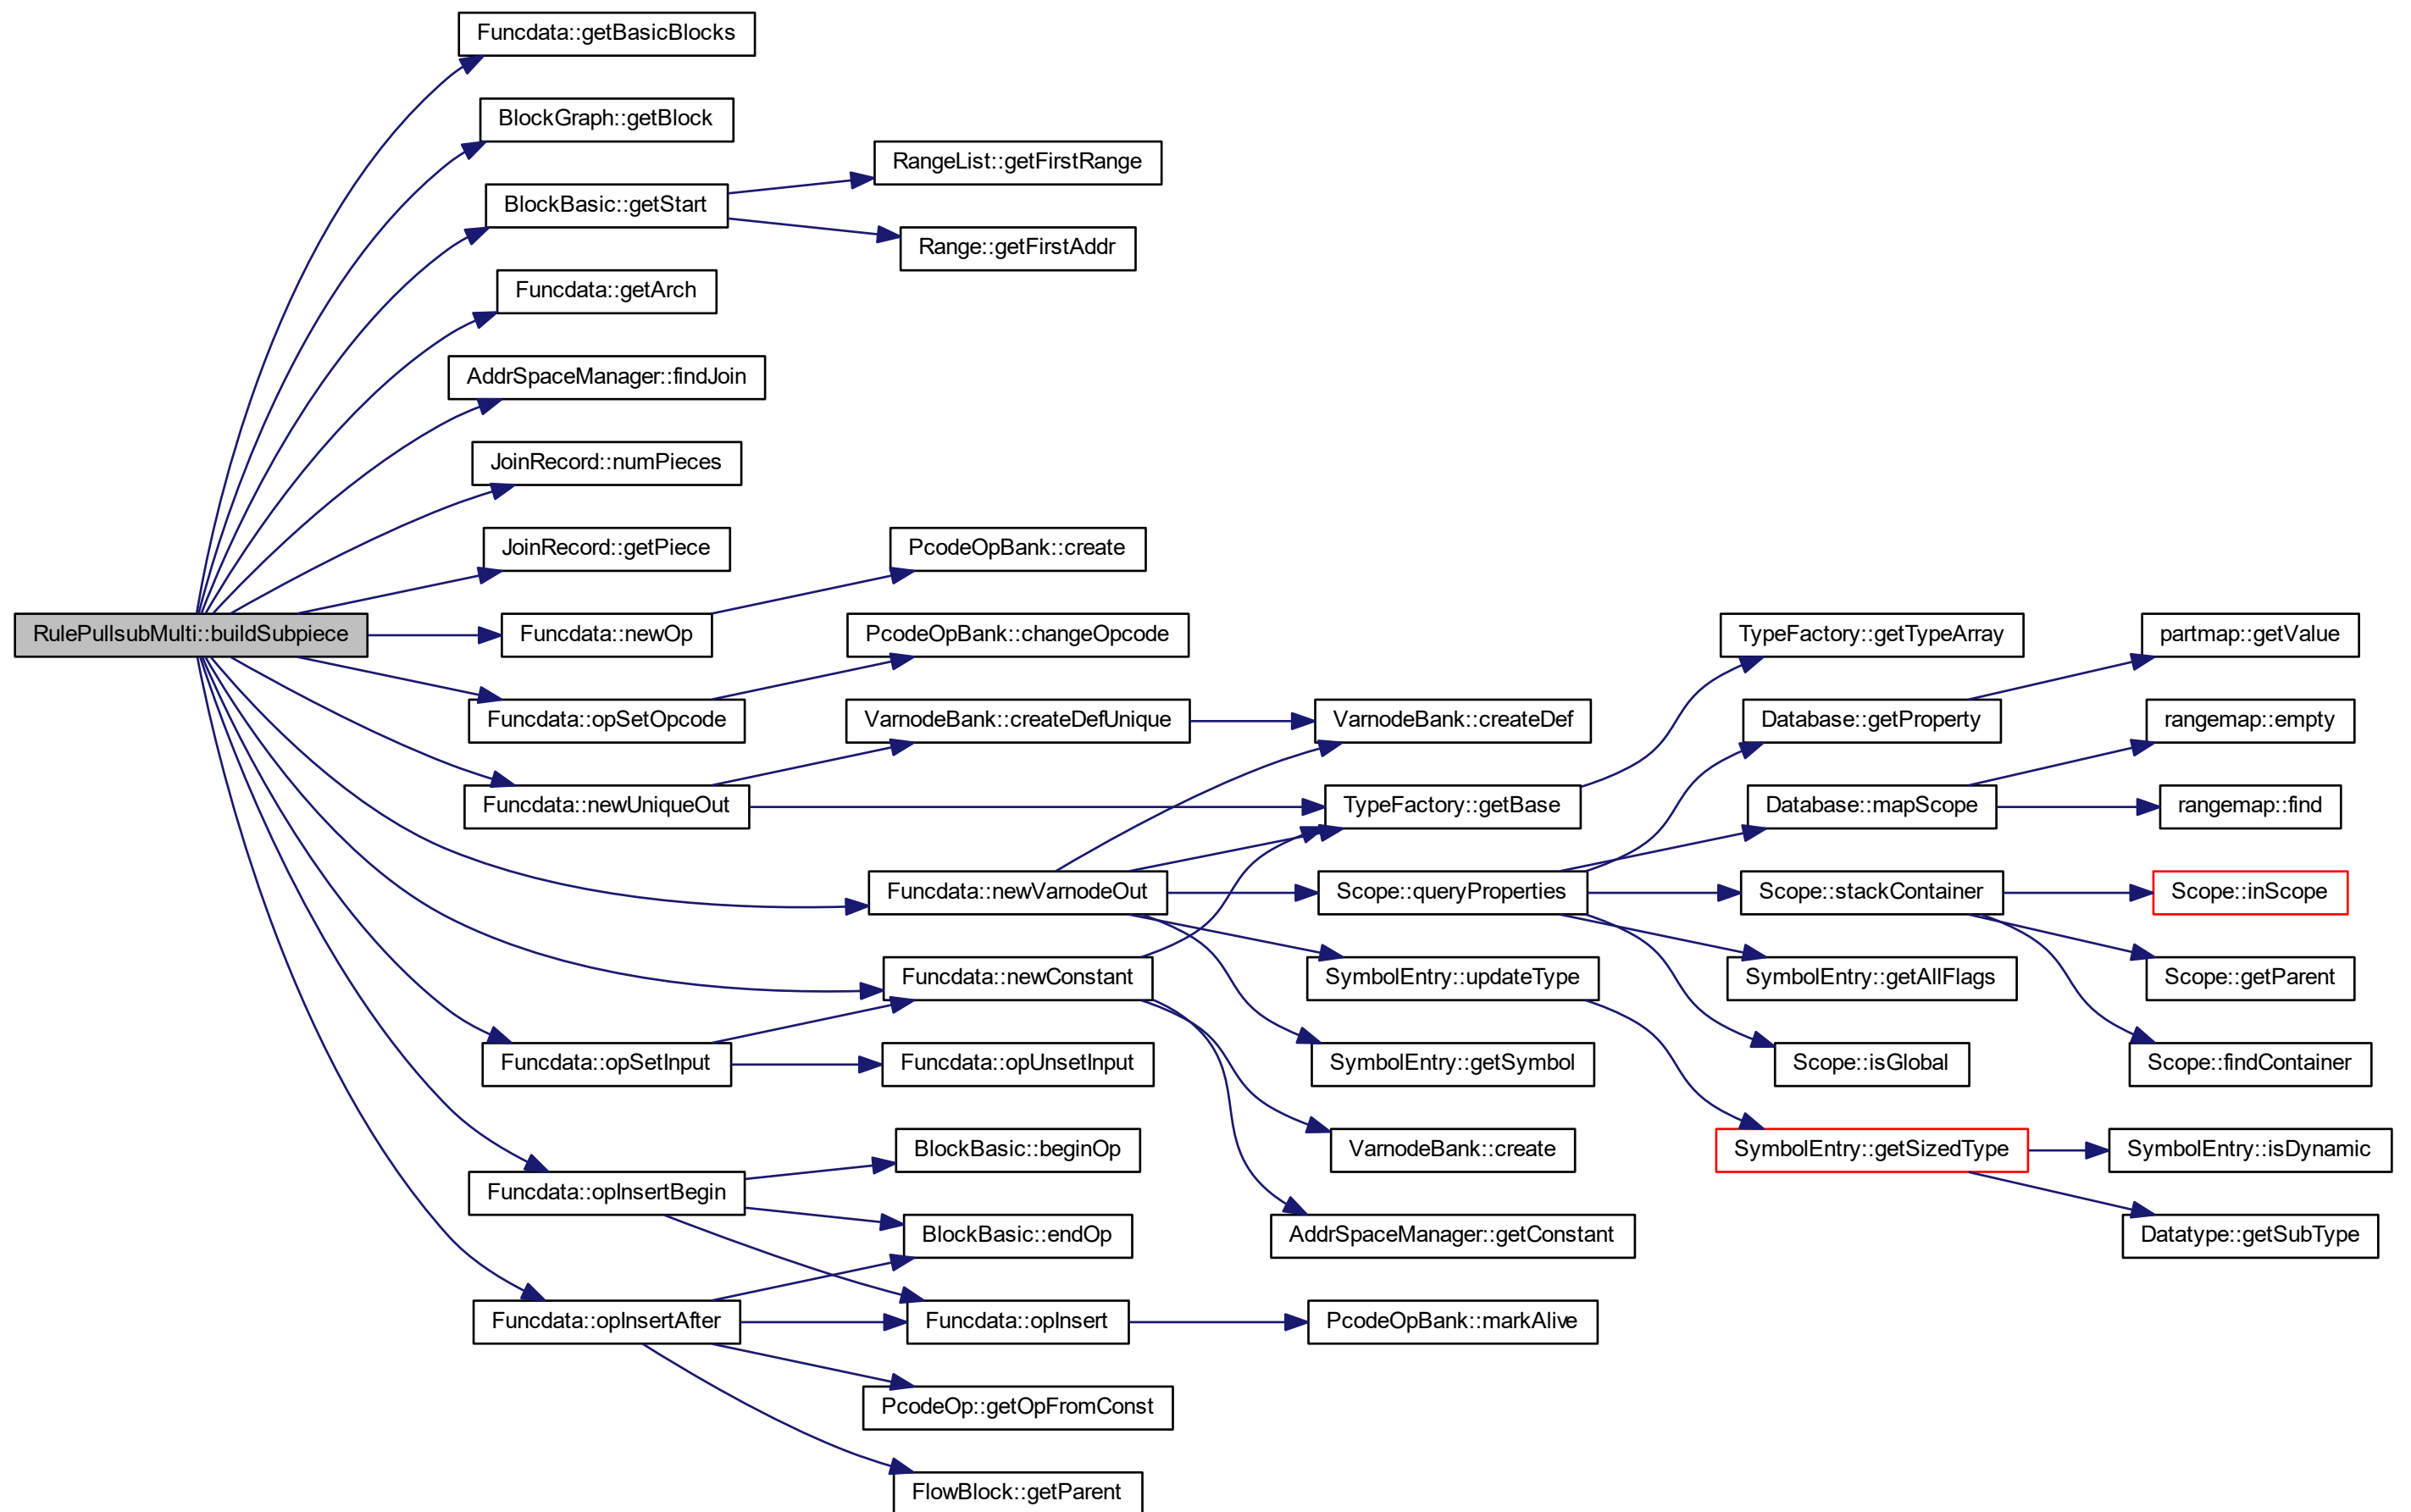 Funcdata::getBasicBlocks
BlockGraph::getBlock
RangeList::getFirstRange
BlockBasic::getStart
Range::getFirstAddr
Funcdata::getArch
AddrSpaceManager::findJoin
JoinRecord::numPieces
JoinRecord::getPiece
PcodeOpBank::create
RulePullsubMulti::buildSubpiece
Funcdata::newOp
PcodeOpBank::changeOpcode
TypeFactory::getTypeArray
partmap::getValue
Funcdata::opSetOpcode
VarnodeBank::createDefUnique
VarnodeBank::createDef
Database::getProperty
rangemap::empty
Funcdata::newUniqueOut
TypeFactory::getBase
Database::mapScope
rangemap::find
Funcdata::newVarnodeOut
Scope::queryProperties
Scope::stackContainer
Scope::inScope
Funcdata::newConstant
SymbolEntry::updateType
SymbolEntry::getAllFlags
Scope::getParent
Funcdata::opSetInput
Funcdata::opUnsetInput
SymbolEntry::getSymbol
Scope::isGlobal
Scope::findContainer
BlockBasic::beginOp
VarnodeBank::create
SymbolEntry::getSizedType
SymbolEntry::isDynamic
Funcdata::opInsertBegin
BlockBasic::endOp
AddrSpaceManager::getConstant
Datatype::getSubType
Funcdata::opInsertAfter
Funcdata::opInsert
PcodeOpBank::markAlive
PcodeOp::getOpFromConst
FlowBlock::getParent